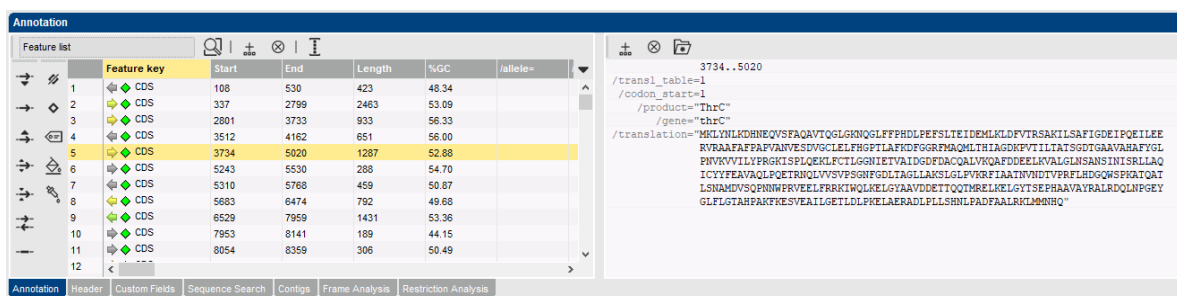 Annotation
Feature list
Feature key Start End Length %GC /allele=
1 CDS 108 530 423 48.34
2 CDS 337 2799 2463 53.09
3 CDS 2801 3733 933 56.33
4 CDS 3512 4162 651 56.00
5 CDS 3734 5020 1287 52.88
6 CDS 5243 5530 288 54.70
7 CDS 5310 5768 459 50.87
8 CDS 5683 6474 792 49.68
9 CDS 6529 7959 1431 53.36
10 CDS 7953 8141 189 44.15
11 CDS 8054 8359 306 50.49
12
3734..5020
/transl_table=1
/codon_start=1
/product="ThrC"
/gene="thrC"
/translation="MKLYNLKDHNEQVSFAQAVTQGLGKNQGLFFPHDLPEFSLTEIDEMLKLDFVTRSAKILSAFIGDEIPQEILEE
RVRAAFAFPAPVANVESDVGCLELFHGPTLAFKDFGGRFMAQMLTHIAGDKPVTILTATSGDTGAAVAHAFYGL
PNVKVVILYPRGKISPLQEKLFCTLGGNIETVAIDGDFDACQALVKQAFDDEELKVALGLNSANSINISRLLAQ
ICYYFEAVAQLPQETRNQLVVSVPSGNFGDLTAGLLAKSLGLPVKRFIAATNVNDTVPRFLHDGQWSPKATQAT
LSNAMDVSQPNNWPRVEELFRRKIWQLKELGYAAVDDETTQQTMRELKELGYTSEPHAAVAYRALRDQLNPGEY
GLFLGTAHPAKFKESVEAILGETLDLPKELAERADLPLLSHNLPADFAALRKLMMNHQ"
Annotation Header Custom Fields Sequence Search Contigs Frame Analysis Restriction Analysis